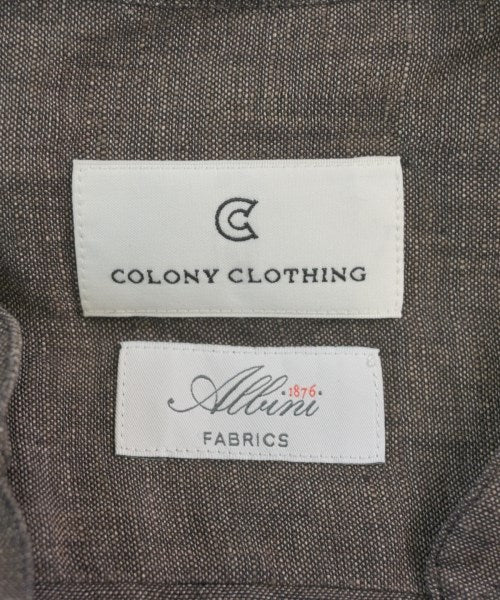 C
COLONY CLOTHING
Albini
·1876·
FABRICS